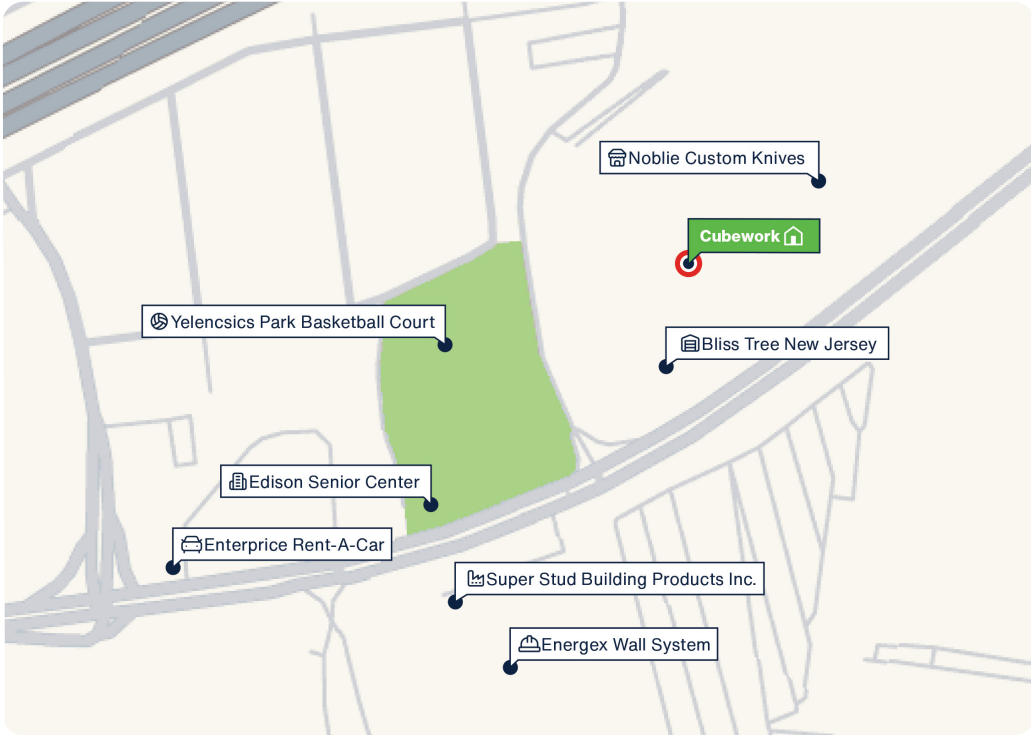 Noblie Custom Knives
Cubework
Yelencsics Park Basketball Court
Bliss Tree New Jersey
Edison Senior Center
Enterprice Rent-A-Car
Super Stud Building Products Inc.
Energex Wall System